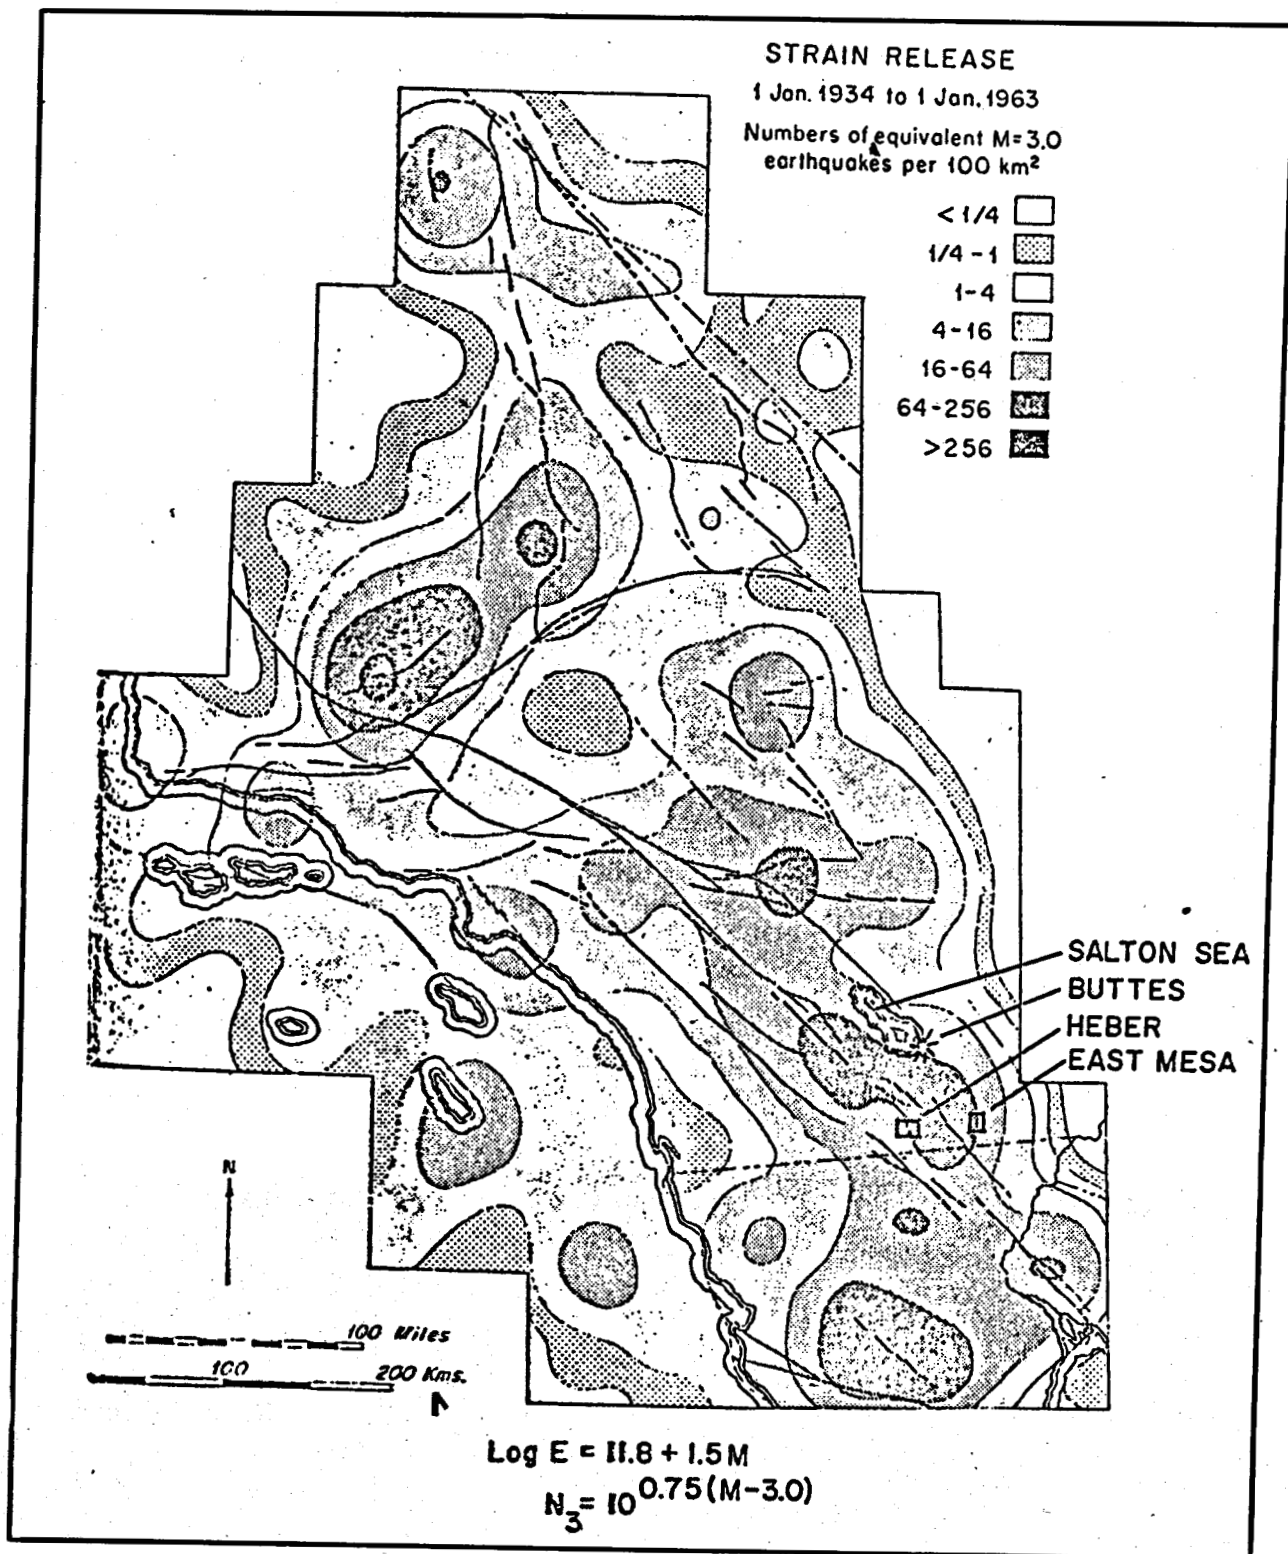 STRAIN RELEASE
1 Jan. 1934 to 1 Jan. 1963
Numbers of equivalent M=3.0
earthquakes per 100 km²
<1/4
1/4-1
1-4
4-16
16-64
64-256
>256
SALTON SEA
BUTTES
HEBER
EAST MESA
N
100 Miles
100 200 Kms.
Log E = 11.8 + 1.5 M
N₃ = 10^0.75(M-3.0)